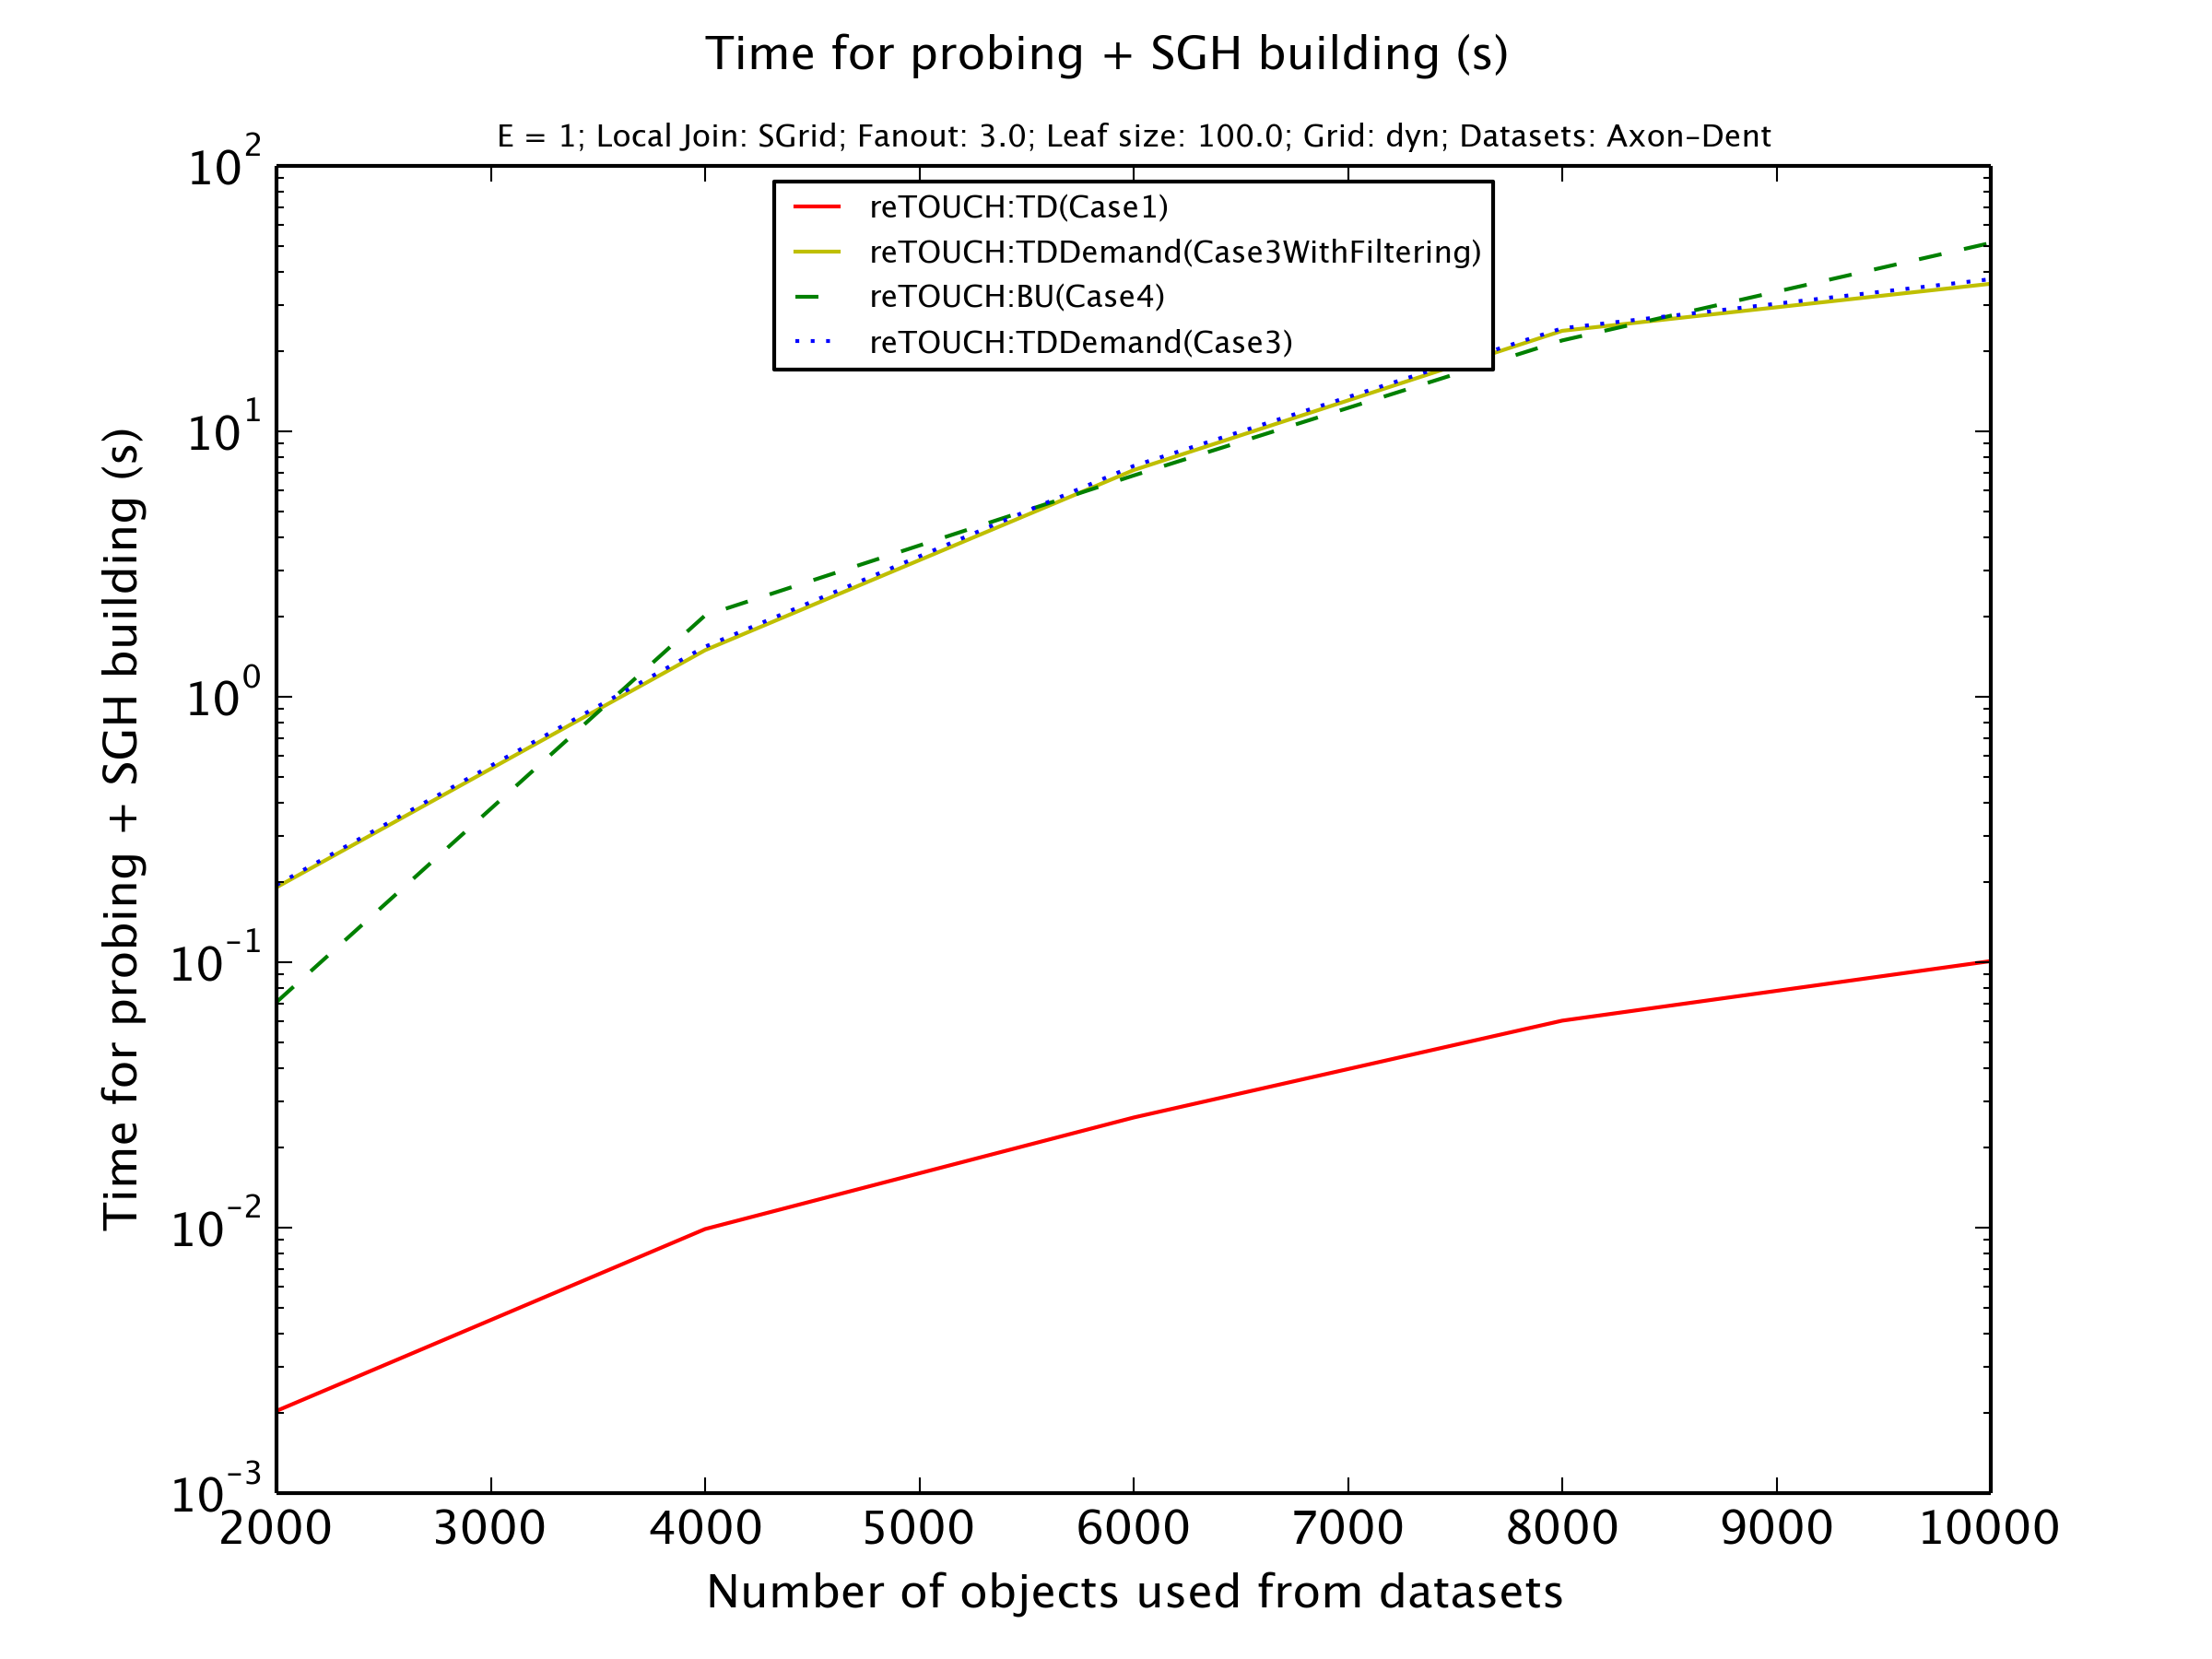 Time for probing + SGH building (s)
E = 1; Local Join: SGrid; Fanout: 3.0; Leaf size: 100.0; Grid: dyn; Datasets: Axon-Dent
reTOUCH:TD(Case1)
reTOUCH:TDDemand(Case3WithFiltering)
reTOUCH:BU(Case4)
reTOUCH:TDDemand(Case3)
Time for probing + SGH building (s)
10^2
10^1
10^0
10^-1
10^-2
10^-3
2000 3000 4000 5000 6000 7000 8000 9000 10000
Number of objects used from datasets